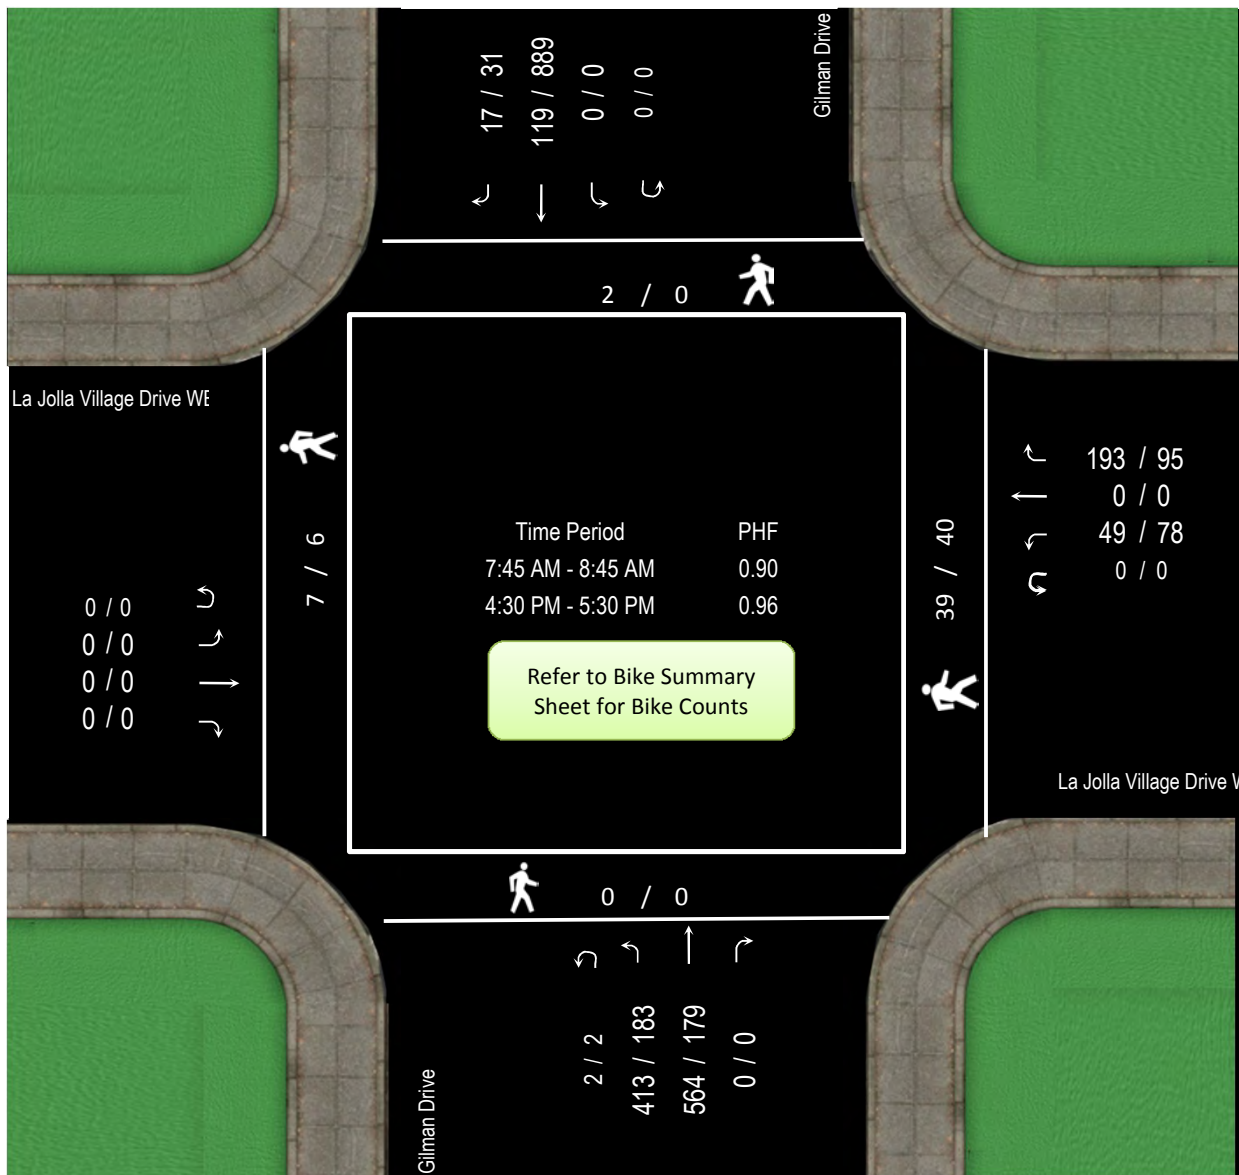 17 / 31
119 / 889
0 / 0
0 / 0
Gilman Drive
2 / 0
La Jolla Village Drive WB
193 / 95
0 / 0
49 / 78
0 / 0
7 / 6
39 / 40
Time Period PHF
7:45 AM - 8:45 AM 0.90
4:30 PM - 5:30 PM 0.96
0 / 0
0 / 0
0 / 0
0 / 0
Refer to Bike Summary
Sheet for Bike Counts
La Jolla Village Drive
0 / 0
2 / 2
413 / 183
564 / 179
0 / 0
Gilman Drive